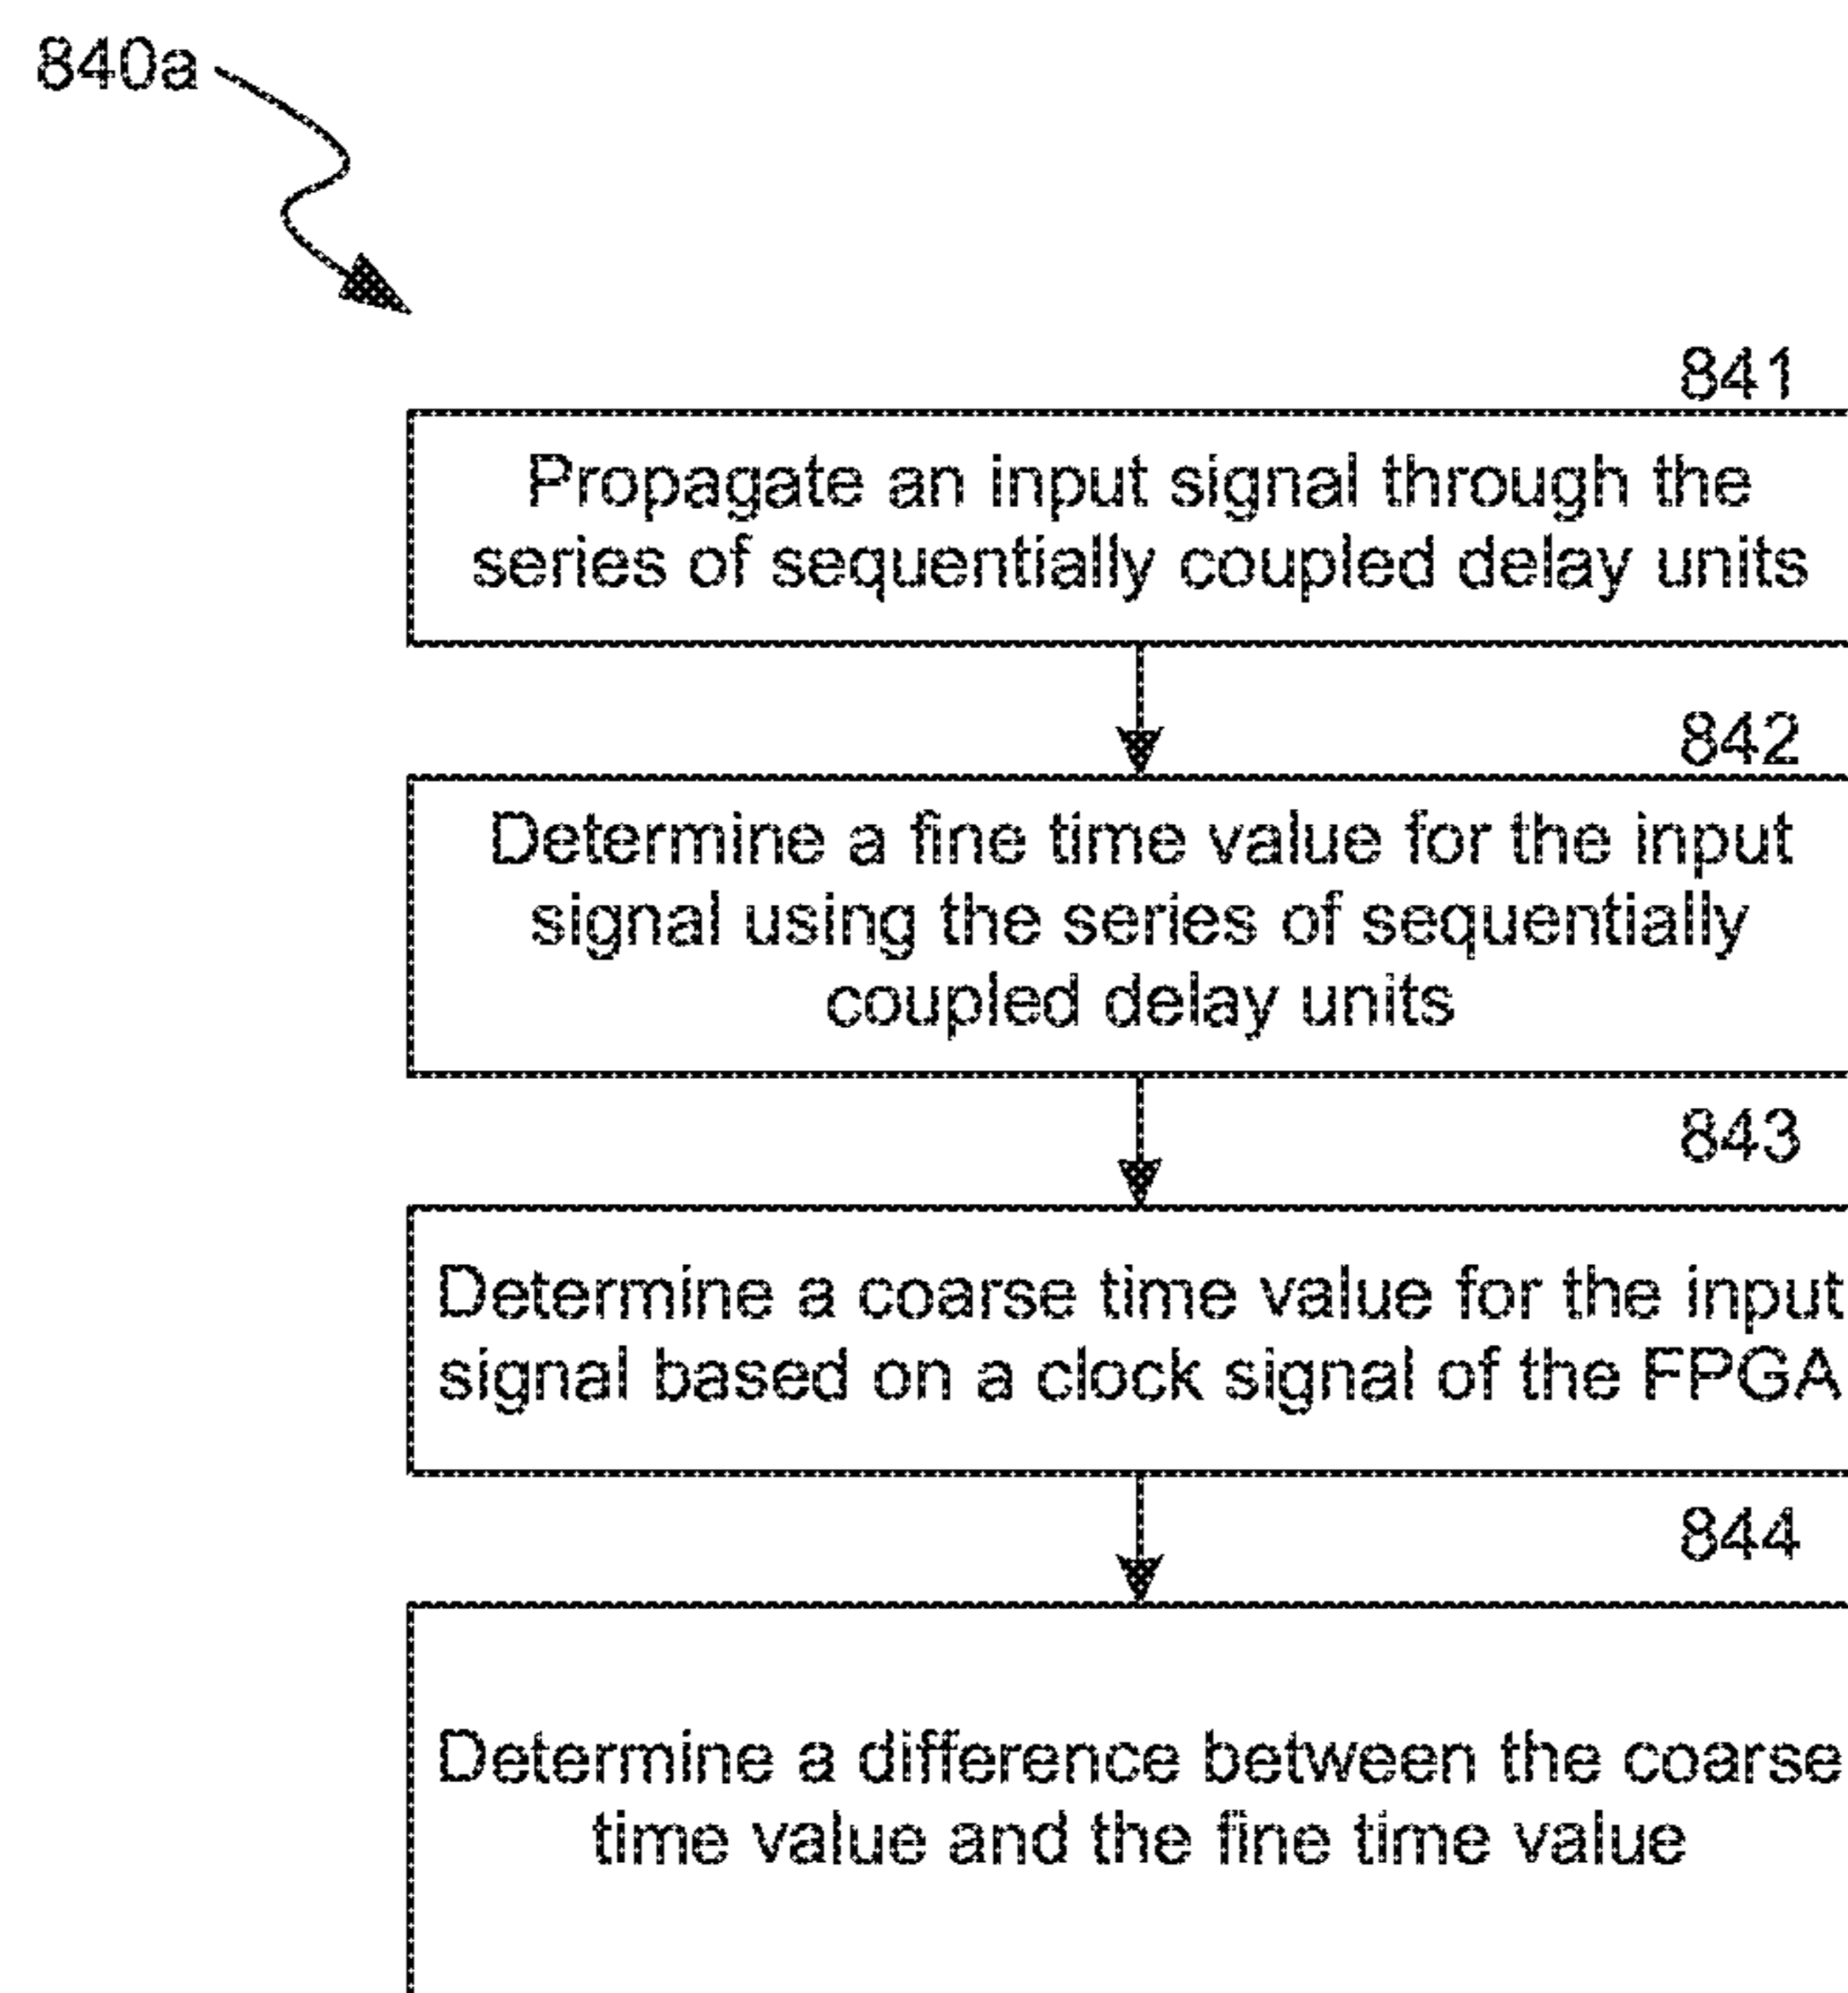 840a
841
Propagate an input signal through the
series of sequentially coupled delay units
842
Determine a fine time value for the input
signal using the series of sequentially
coupled delay units
843
Determine a coarse time value for the input
signal based on a clock signal of the FPGA
844
Determine a difference between the coarse
time value and the fine time value